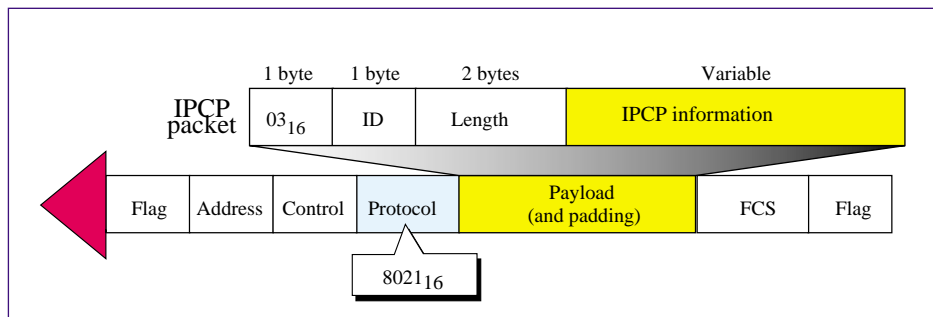 1 byte 1 byte 2 bytes Variable
IPCP
packet
03₁₆ ID Length IPCP information
Flag Address Control Protocol Payload
(and padding) FCS Flag
8021₁₆